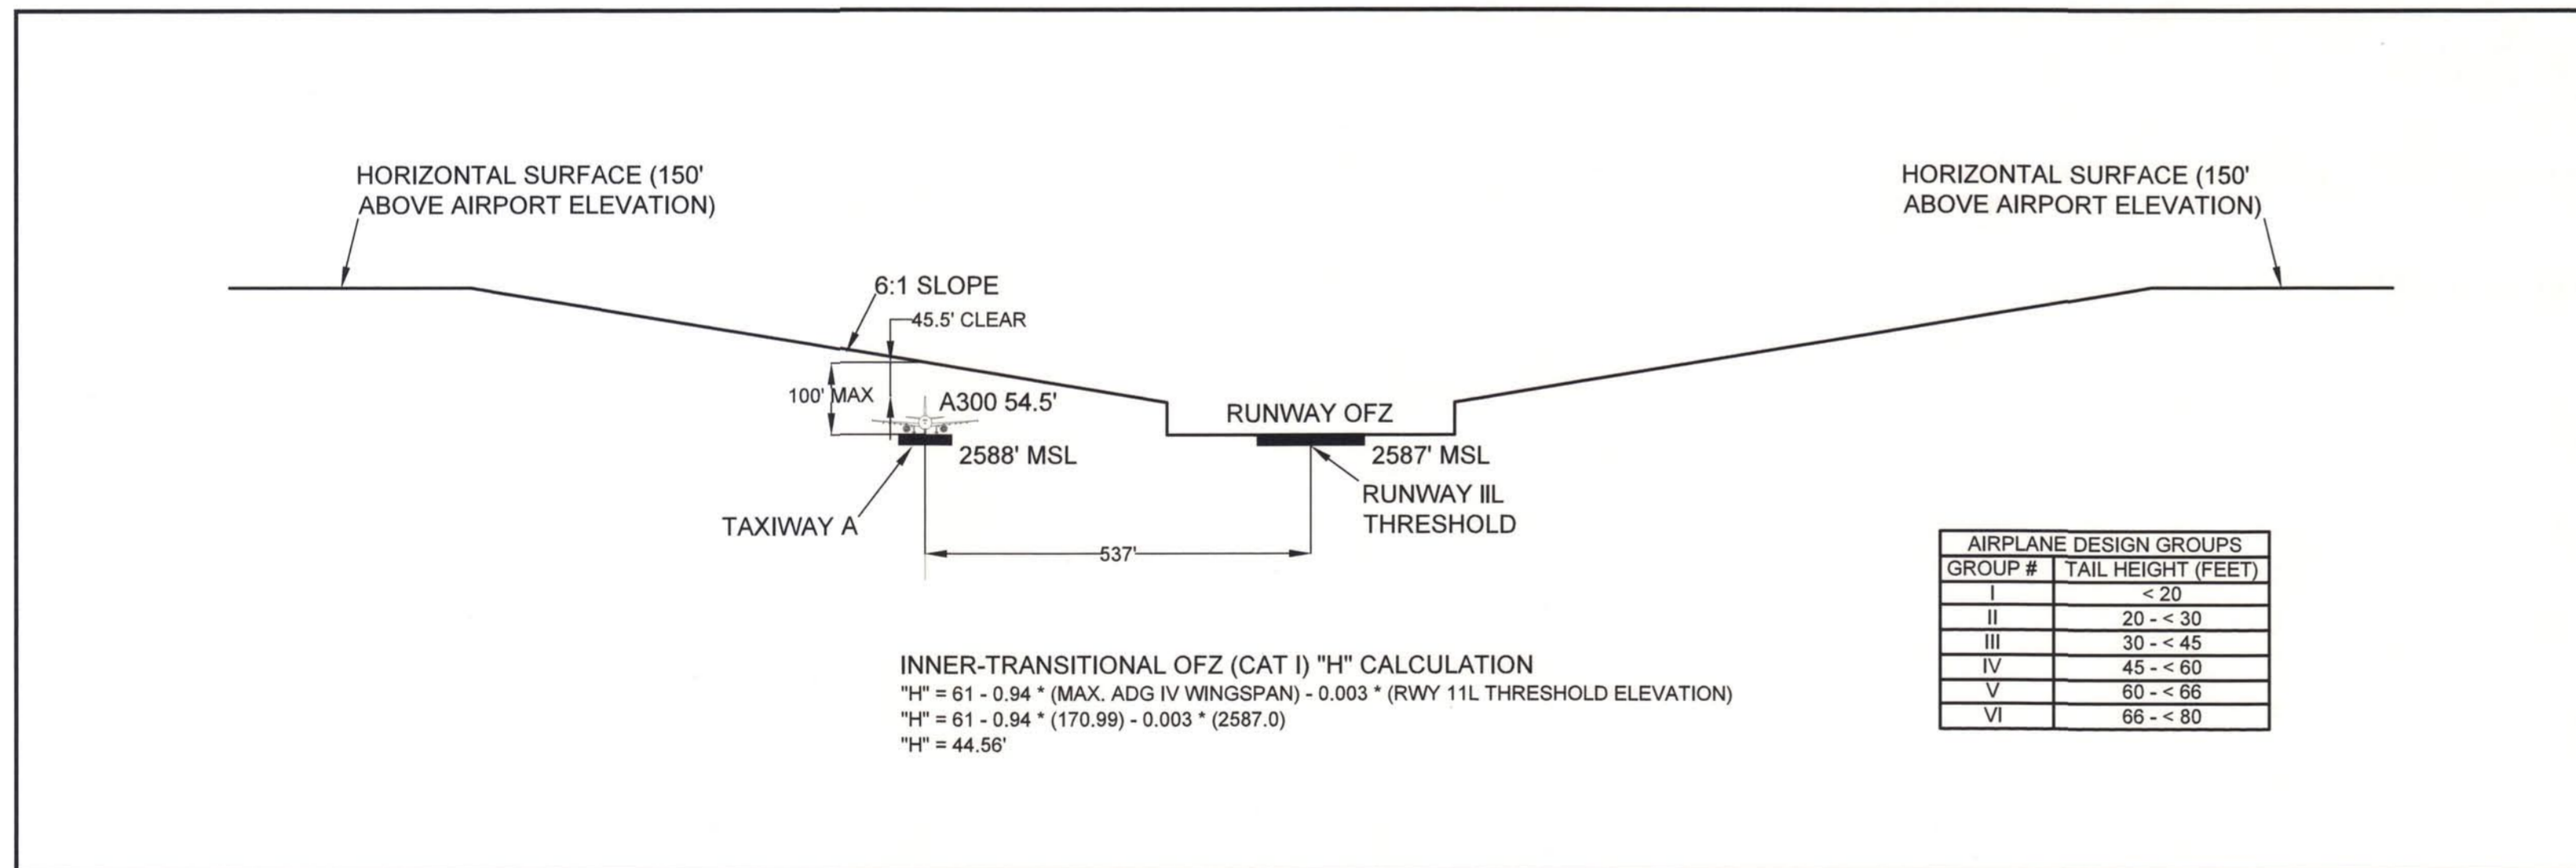 HORIZONTAL SURFACE (150'
ABOVE AIRPORT ELEVATION)
HORIZONTAL SURFACE (150'
ABOVE AIRPORT ELEVATION)
6:1 SLOPE
45.5' CLEAR
100' MAX
A300 54.5'
RUNWAY OFZ
2588' MSL
2587' MSL
TAXIWAY A
RUNWAY IIL
THRESHOLD
537'
AIRPLANE DESIGN GROUPS
GROUP # TAIL HEIGHT (FEET)
I < 20
II 20 - < 30
III 30 - < 45
IV 45 - < 60
V 60 - < 66
VI 66 - < 80
INNER-TRANSITIONAL OFZ (CAT I) "H" CALCULATION
"H" = 61 - 0.94 * (MAX. ADG IV WINGSPAN) - 0.003 * (RWY 11L THRESHOLD ELEVATION)
"H" = 61 - 0.94 * (170.99) - 0.003 * (2587.0)
"H" = 44.56'